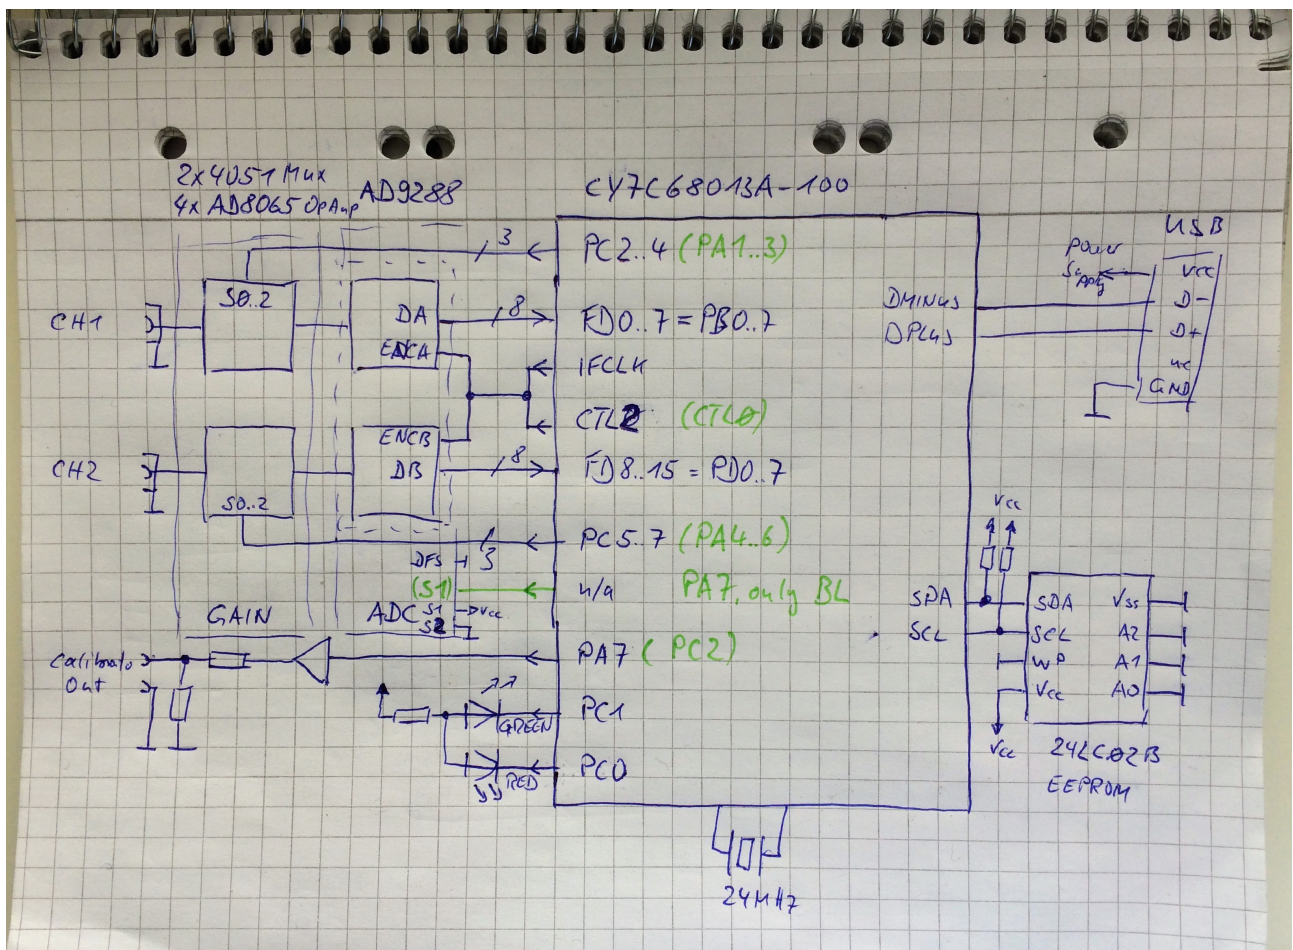 2x4051 Mux
4x AD8065 OpAmp
AD9288
CY7C68013A-100
USB
3
PC2..4 (PA1..3)
Power
Supply
VCC
S0..2
DMINUS
D-
CH1
DA
8
FD0..7 = PB0..7
DPLUS
D+
ENCA
IFCLK
nc
GND
CTL2 (CTL0)
ENCB
CH2
DB
8
FD8..15 = PD0..7
S0..2
Vcc
PC5..7 (PA4..6)
DFS
3
(S1)
n/a PA7, only BL
SDA
SDA
Vss
GAIN
ADC
S1
Vcc
S2
SCL
SCL
A2
Calibratio
Out
PA7 (PC2)
WP
A1
Vcc
A0
GREEN
PC1
Vcc
24LC02B
EEPROM
RED
PC0
24MHz